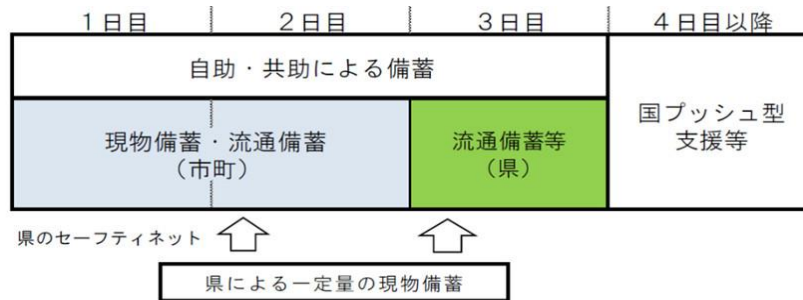 1日目 2日目 3日目 4日目以降
自助・共助による備蓄
現物備蓄・流通備蓄
（市町）
流通備蓄等
（県）
国プッシュ型
支援等
県のセーフティネット
県による一定量の現物備蓄